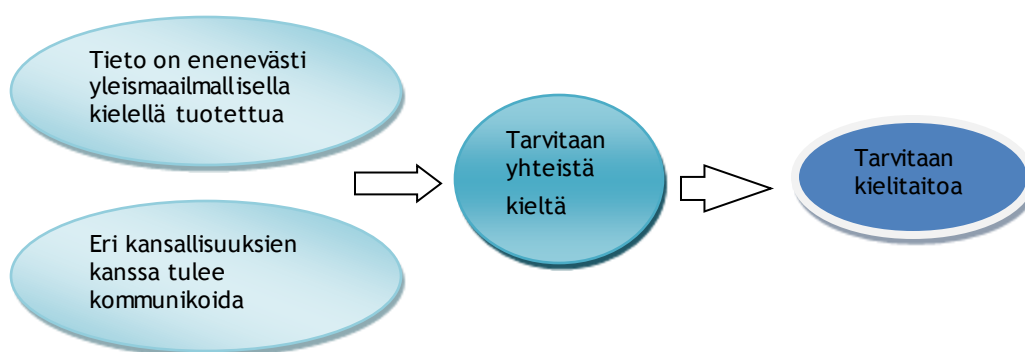 Tieto on enenevästi
yleismaailmallisella
kielellä tuotettua
Eri kansallisuuksien
kanssa tulee
kommunikoida
Tarvitaan
yhteistä
kieltä
Tarvitaan
kielitaitoa